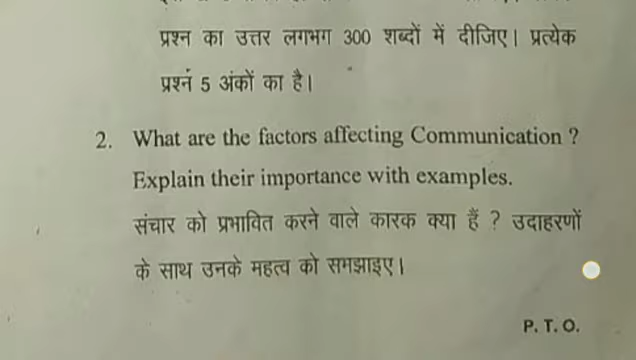 प्रश्न का उत्तर लगभग 300 शब्दों में दीजिए। प्रत्येक
प्रश्न 5 अंकों का है।
2. What are the factors affecting Communication ?
Explain their importance with examples.
संचार को प्रभावित करने वाले कारक क्या हैं ? उदाहरणों
के साथ उनके महत्व को समझाइए।
P. T. O.